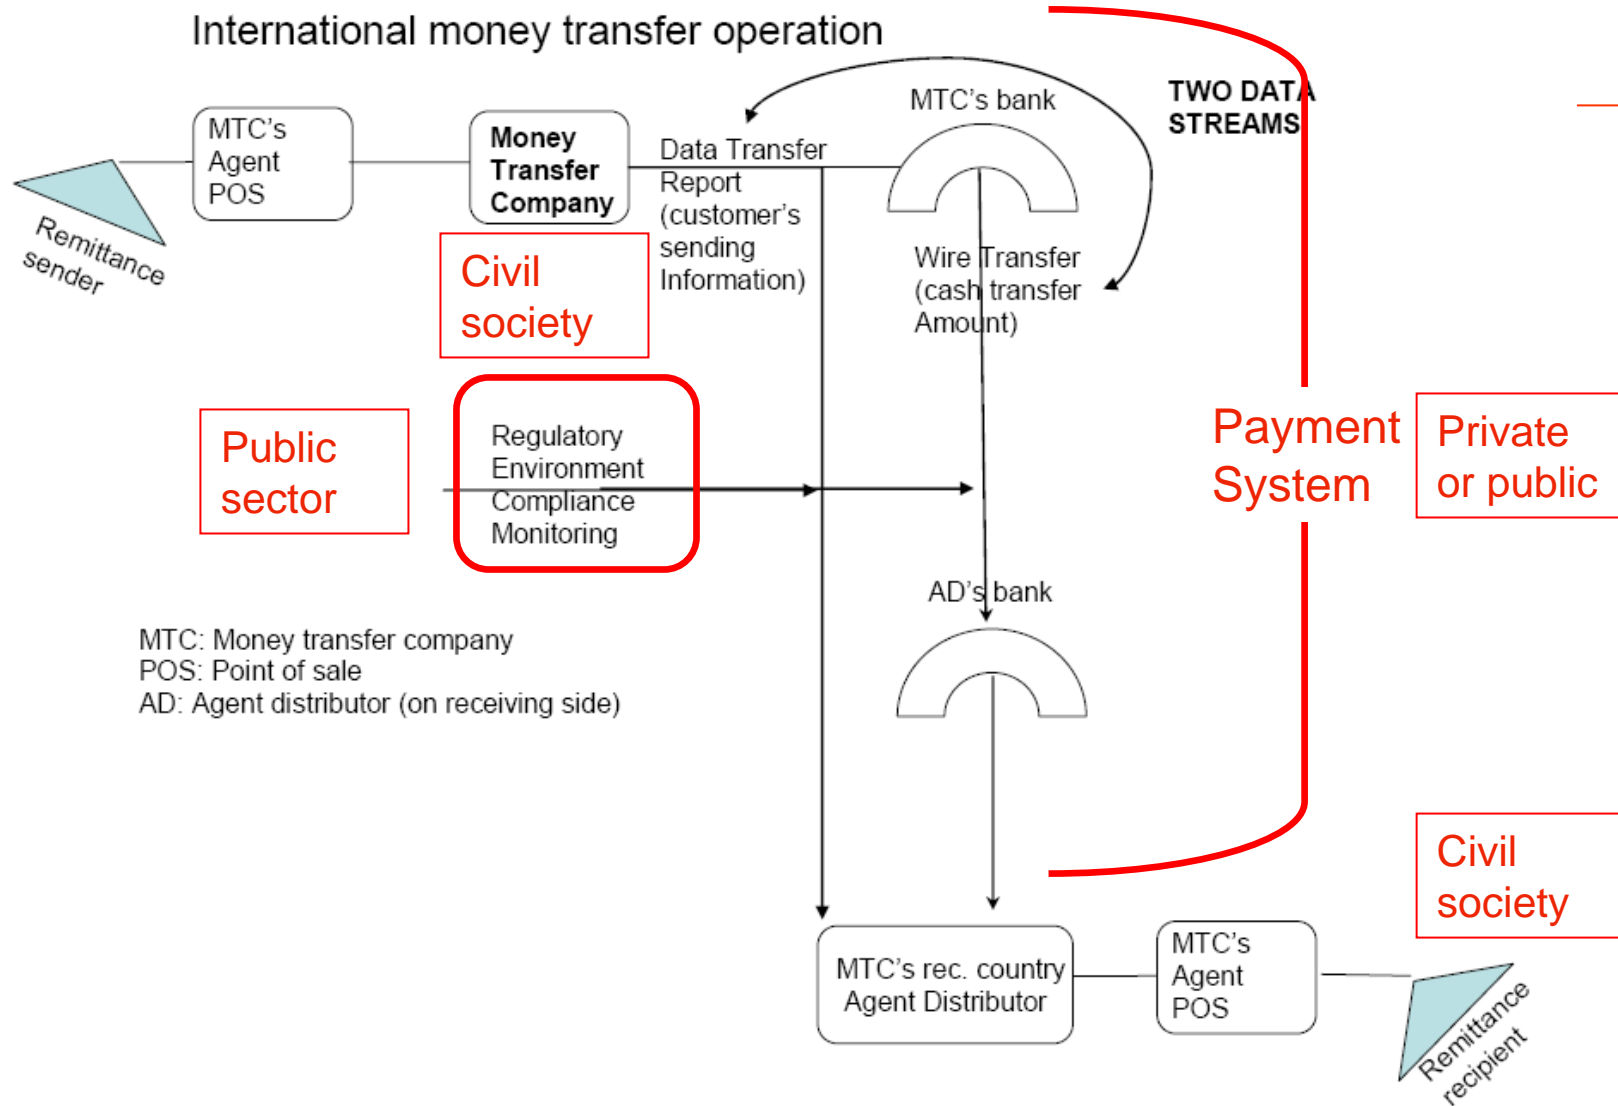 International money transfer operation
MTC's
Agent
POS
Money
Transfer
Company
Data Transfer
Report
(customer's
sending
Information)
MTC's bank
TWO DATA
STREAMS
Remittance
sender
Civil
society
Wire Transfer
(cash transfer
Amount)
Public
sector
Regulatory
Environment
Compliance
Monitoring
Payment
System
Private
or public
AD's bank
MTC: Money transfer company
POS: Point of sale
AD: Agent distributor (on receiving side)
Civil
society
MTC's rec. country
Agent Distributor
MTC's
Agent
POS
Remittance
recipient